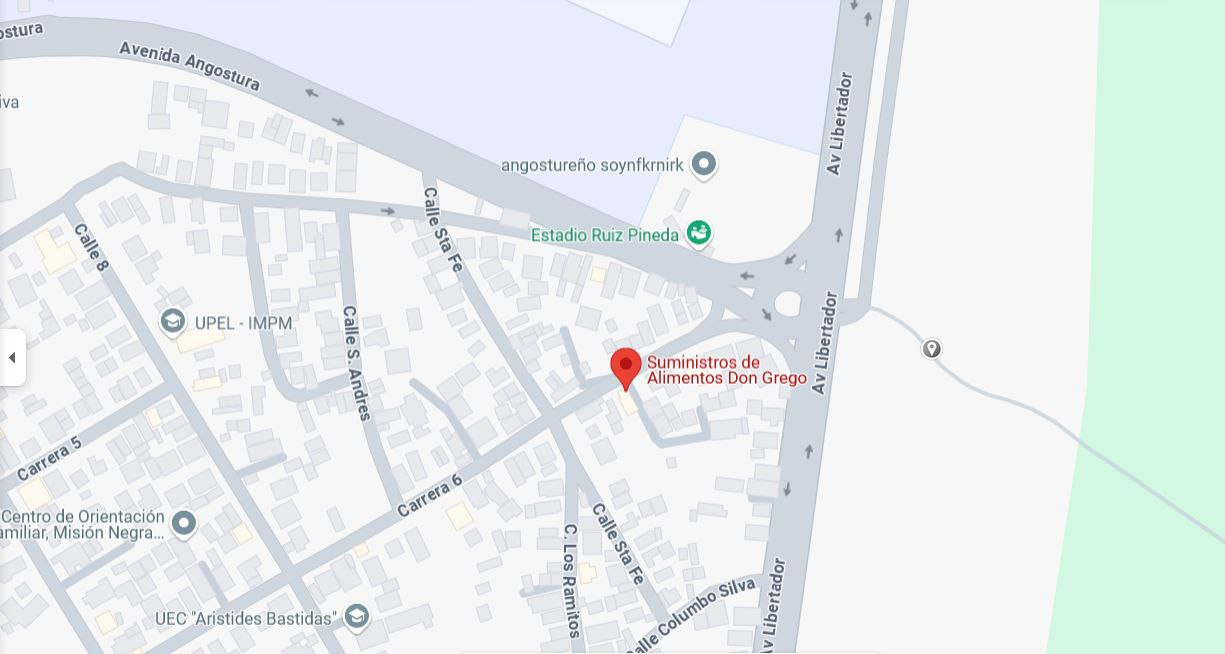 ostura
Avenida Angostura
iva
Av Libertador
angostureño soynfkrnirk
Calle Sta Fe
Estadio Ruiz Pineda
Calle 8
UPEL - IMPM
Calle S. Andres
Av Libertador
Suministros de
Alimentos Don Grego
Carrera 5
Carrera 6
Centro de Orientación
amiliar, Misión Negra...
C. Los Ramitos
Calle Sta Fe
UEC "Aristides Bastidas"
alle Columbo Silva
Av Libertador